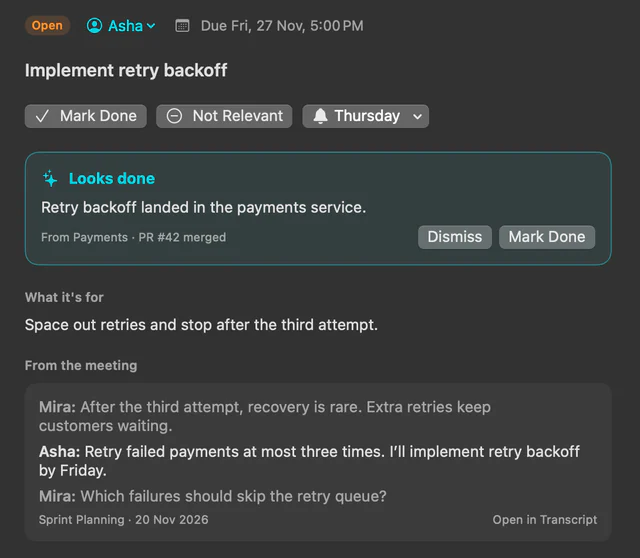 Open Asha Due Fri, 27 Nov, 5:00 PM
Implement retry backoff
Mark Done Not Relevant Thursday
Looks done
Retry backoff landed in the payments service.
From Payments · PR #42 merged Dismiss Mark Done
What it's for
Space out retries and stop after the third attempt.
From the meeting
Mira: After the third attempt, recovery is rare. Extra retries keep
customers waiting.
Asha: Retry failed payments at most three times. I’ll implement retry backoff
by Friday.
Mira: Which failures should skip the retry queue?
Sprint Planning · 20 Nov 2026 Open in Transcript